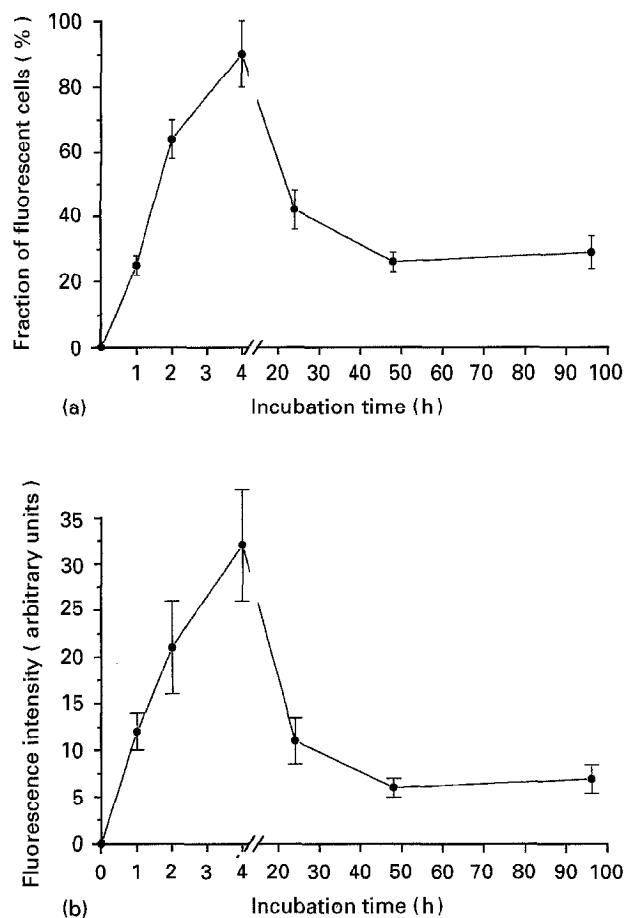 Fraction of fluorescent cells ( % )
100
80
60
40
20
0
1 2 3 4 20 30 40 50 60 70 80 90 100
(a) Incubation time (h)
Fluorescence intensity ( arbitrary units )
35
30
25
20
15
10
5
0
0 1 2 3 4 20 30 40 50 60 70 80 90 100
(b) Incubation time (h)